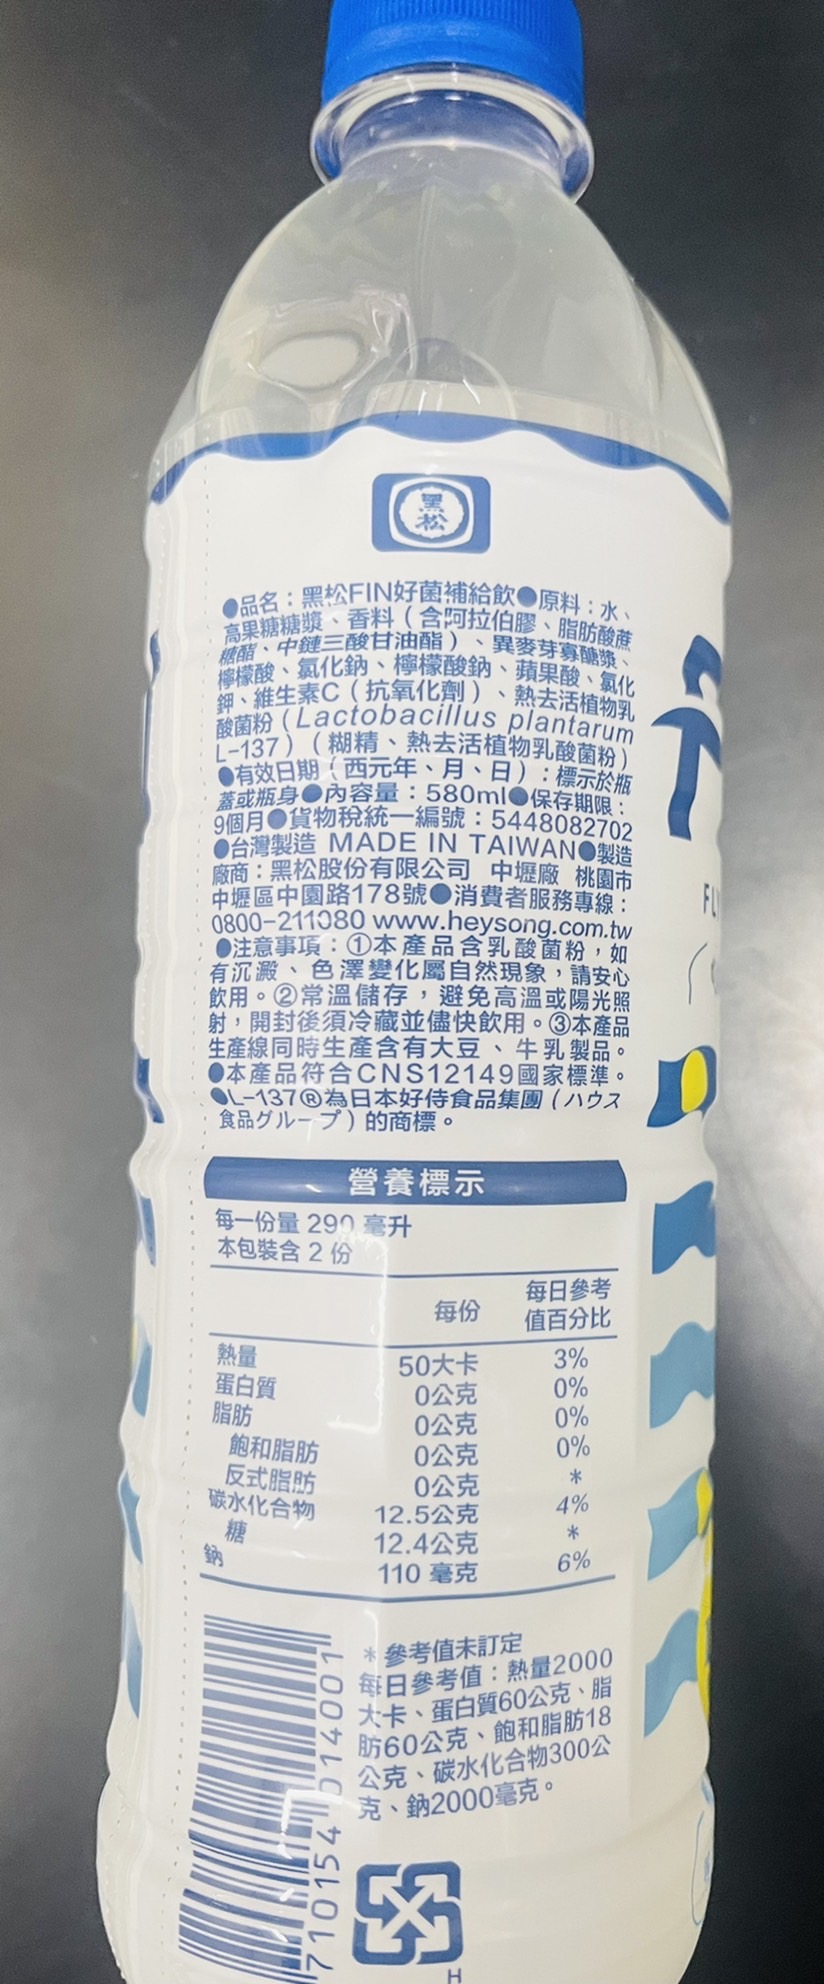 黑松
●品名：黑松FIN好菌補給飲●原料：水、
高果糖糖漿、香料（含阿拉伯膠、脂肪酸蔗
糖酯、中鏈三酸甘油酯）、異麥芽寡醣漿、
檸檬酸、氯化鈉、檸檬酸鈉、蘋果酸、氯化
鉀、維生素C（抗氧化劑）、熱去活植物乳
酸菌粉（Lactobacillus plantarum
L-137）（糊精、熱去活植物乳酸菌粉）
●有效日期（西元年、月、日）：標示於瓶
蓋或瓶身●內容量：580ml●保存期限：
9個月●貨物稅統一編號：5448082702
●台灣製造 MADE IN TAIWAN●製造
廠商：黑松股份有限公司 中壢廠 桃園市
中壢區中園路178號●消費者服務專線：
0800-211080 www.heysong.com.tw
●注意事項：①本產品含乳酸菌粉，如
有沉澱、色澤變化屬自然現象，請安心
飲用。②常溫儲存，避免高溫或陽光照
射，開封後須冷藏並儘快飲用。③本產品
生產線同時生產含有大豆、牛乳製品。
●本產品符合CNS12149國家標準。
●L-137®為日本好侍食品集團（ハウス
食品グループ）的商標。
營養標示
每一份量 290 毫升
本包裝含 2 份
每份 每日參考值百分比
熱量 50大卡 3%
蛋白質 0公克 0%
脂肪 0公克 0%
飽和脂肪 0公克 0%
反式脂肪 0公克 *
碳水化合物 12.5公克 4%
糖 12.4公克 *
鈉 110 毫克 6%
*參考值未訂定
每日參考值：熱量2000
大卡、蛋白質60公克、脂
肪60公克、飽和脂肪18
公克、碳水化合物300公
克、鈉2000毫克。
4710154 014001
FL